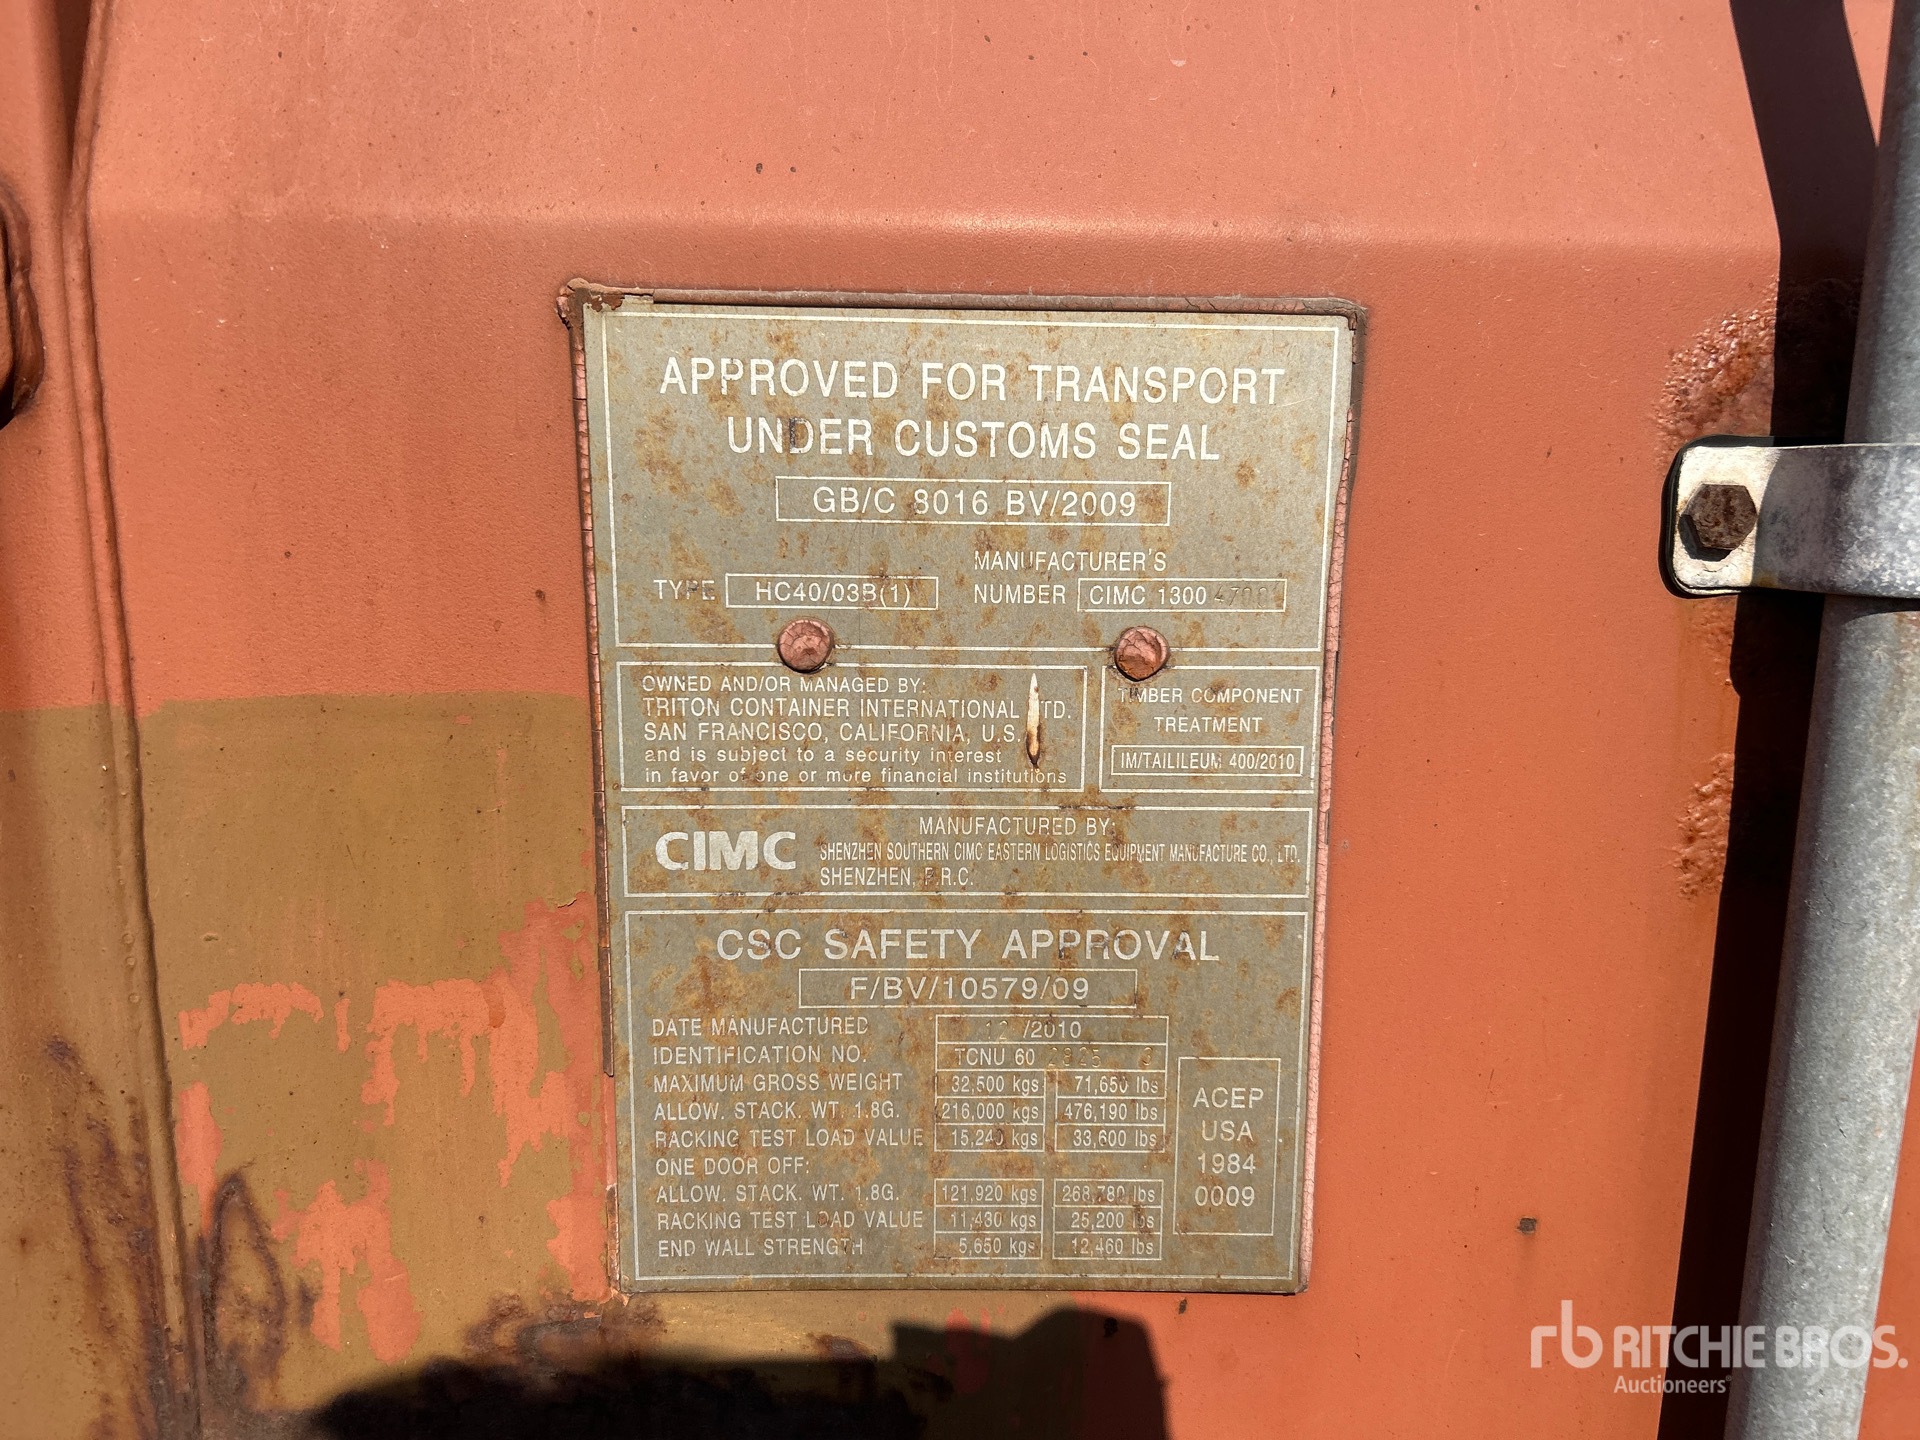 APPROVED FOR TRANSPORT
UNDER CUSTOMS SEAL
GB/C 8016 BV/2009
TYPE HC40/03B(1)
MANUFACTURER'S
NUMBER CIMC 1300
OWNED AND/OR MANAGED BY:
TRITON CONTAINER INTERNATIONAL LTD.
SAN FRANCISCO, CALIFORNIA, U.S.
and is subject to a security interest
in favor of one or more financial institutions
TIMBER COMPONENT
TREATMENT
IM/TAILILEUM 400/2010
CIMC
MANUFACTURED BY:
SHENZHEN SOUTHERN CIMC EASTERN LOGISTICS EQUIPMENT MANUFACTURE CO., LTD.
SHENZHEN, P.R.C.
CSC SAFETY APPROVAL
F/BV/10579/09
DATE MANUFACTURED 12 /2010
IDENTIFICATION NO. TCNU 60
MAXIMUM GROSS WEIGHT 32,500 kgs 71,650 lbs
ALLOW. STACK. WT. 1.8G. 216,000 kgs 476,190 lbs
RACKING TEST LOAD VALUE 15,240 kgs 33,600 lbs
ONE DOOR OFF:
ALLOW. STACK. WT. 1.8G. 121,920 kgs 268,780 lbs
RACKING TEST LOAD VALUE 11,430 kgs 25,200 lbs
END WALL STRENGTH 5,650 kgs 12,460 lbs
ACEP
USA
1984
0009
rb RITCHIE BROS.
Auctioneers